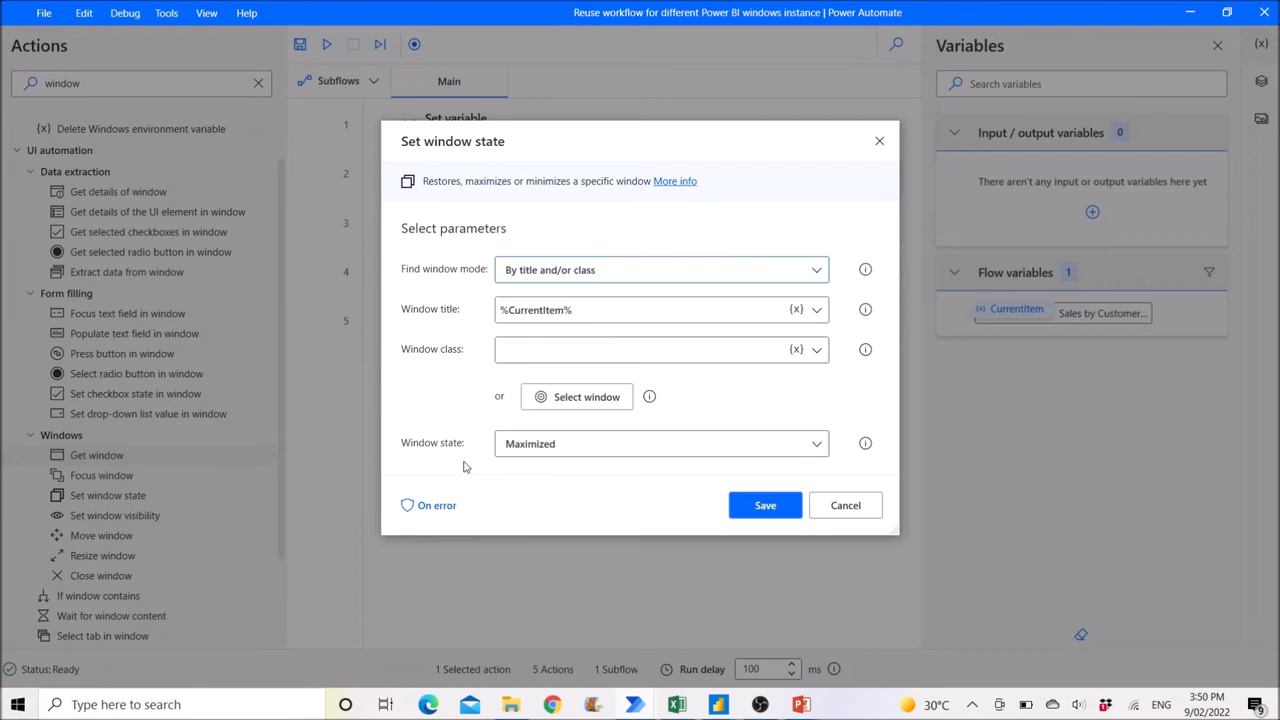 File Edit Debug Tools View Help
Reuse workflow for different Power BI windows instance | Power Automate
Actions
window
{x} Delete Windows environment variable
UI automation
Data extraction
Get details of window
Get details of the UI element in window
Get selected checkboxes in window
Get selected radio button in window
Extract data from window
Form filling
Focus text field in window
Populate text field in window
Press button in window
Select radio button in window
Set checkbox state in window
Set drop-down list value in window
Windows
Get window
Focus window
Set window state
Set window visibility
Move window
Resize window
Close window
If window contains
Wait for window content
Select tab in window
Subflows
Main
1
2
3
4
5
Set variable
Set window state
Restores, maximizes or minimizes a specific window More info
Select parameters
Find window mode: By title and/or class
Window title: %CurrentItem% {x}
Window class: {x}
or Select window
Window state: Maximized
On error
Save Cancel
Variables
{x}
Search variables
Input / output variables 0
There aren't any input or output variables here yet
Flow variables 1
(x) CurrentItem Sales by Customer...
Status: Ready
1 Selected action 5 Actions 1 Subflow Run delay 100 ms
Type here to search
30°C
ENG
3:50 PM
9/02/2022